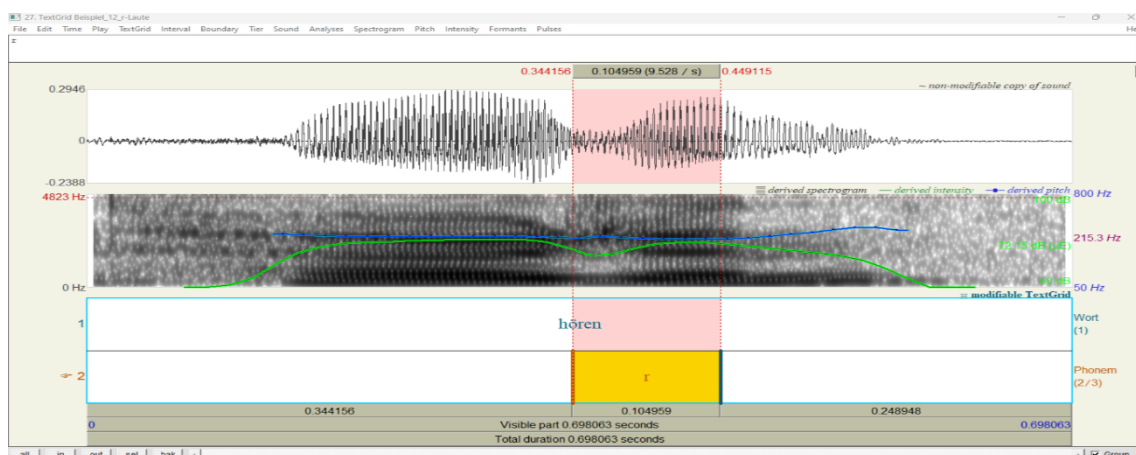 27. TextGrid Beispiel_12_r-Laute
File Edit Time Play TextGrid Interval Boundary Tier Sound Analyses Spectrogram Pitch Intensity Formants Pulses He
r
0.344156 0.104959 (9.528 / s) 0.449115
0.2946 ~ non-modifiable copy of sound
0
-0.2388
4823 Hz derived spectrogram derived intensity derived pitch 800 Hz
100 dB
215.3 Hz
0 Hz 50 Hz
modifiable TextGrid
1 hören Wort
(1)
2 r Phonem
(2/3)
0.344156 0.104959 0.248948
0 Visible part 0.698063 seconds 0.698063
Total duration 0.698063 seconds
all in out sel bak Group